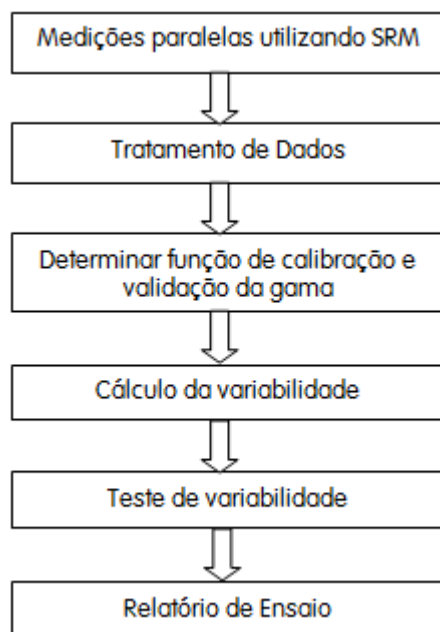 Medições paralelas utilizando SRM
Tratamento de Dados
Determinar função de calibração e
validação da gama
Cálculo da variabilidade
Teste de variabilidade
Relatório de Ensaio